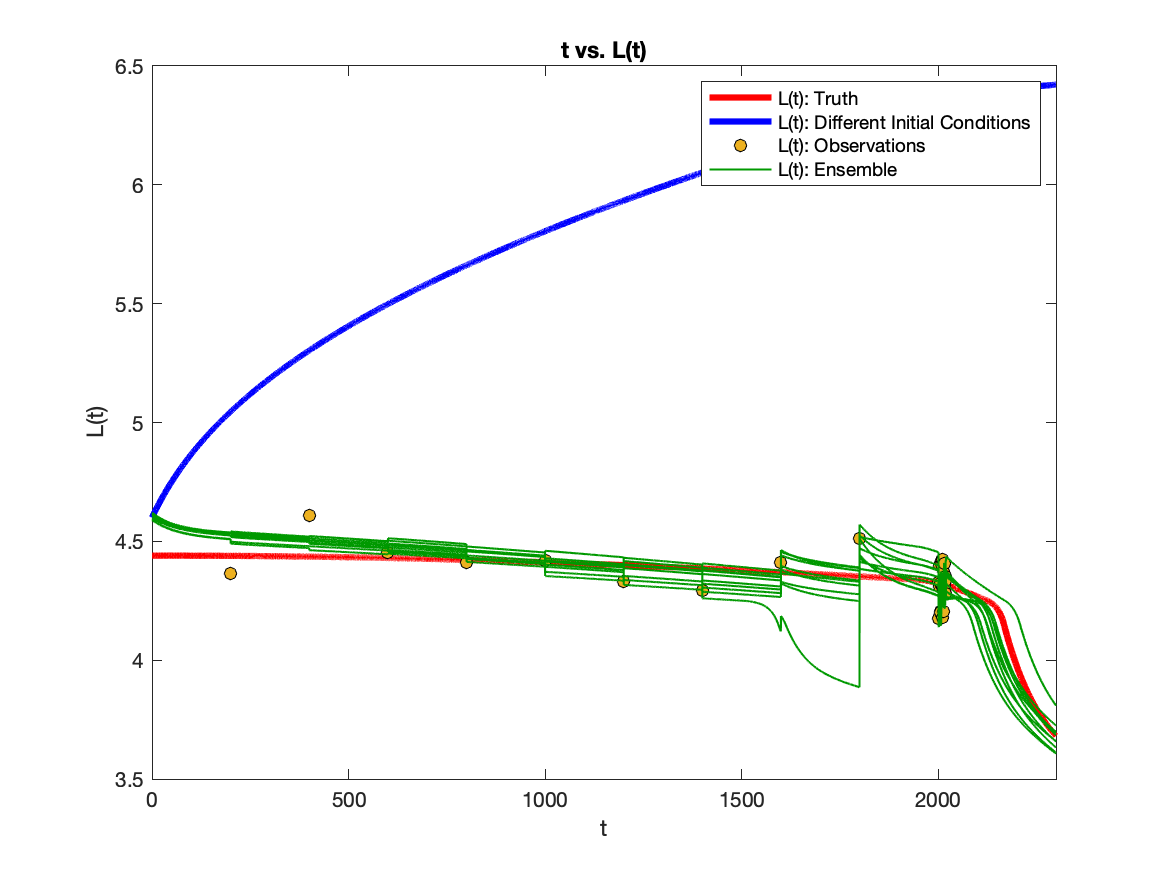 t vs. L(t)
6.5
6
5.5
5
4.5
4
3.5
L(t)
L(t): Truth
L(t): Different Initial Conditions
L(t): Observations
L(t): Ensemble
0
500
1000
1500
2000
t